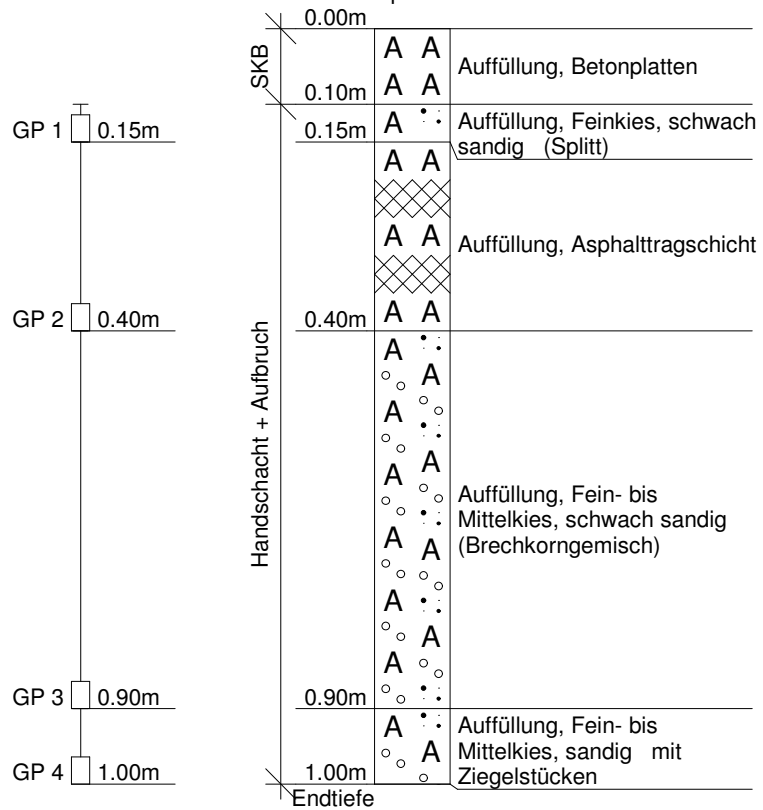 0.00m
SKB
A A
A A
Auffüllung, Betonplatten
0.10m
GP 1 0.15m
0.15m
A
Auffüllung, Feinkies, schwach
sandig (Splitt)
A A
A A
A A
Auffüllung, Asphalttragschicht
GP 2 0.40m
0.40m
Handschacht + Aufbruch
A
A
A
A
A
A
A
A
A
A
A
Auffüllung, Fein- bis
Mittelkies, schwach sandig
(Brechkorngemisch)
GP 3 0.90m
0.90m
A
A
Auffüllung, Fein- bis
Mittelkies, sandig mit
Ziegelstücken
GP 4 1.00m
1.00m
Endtiefe